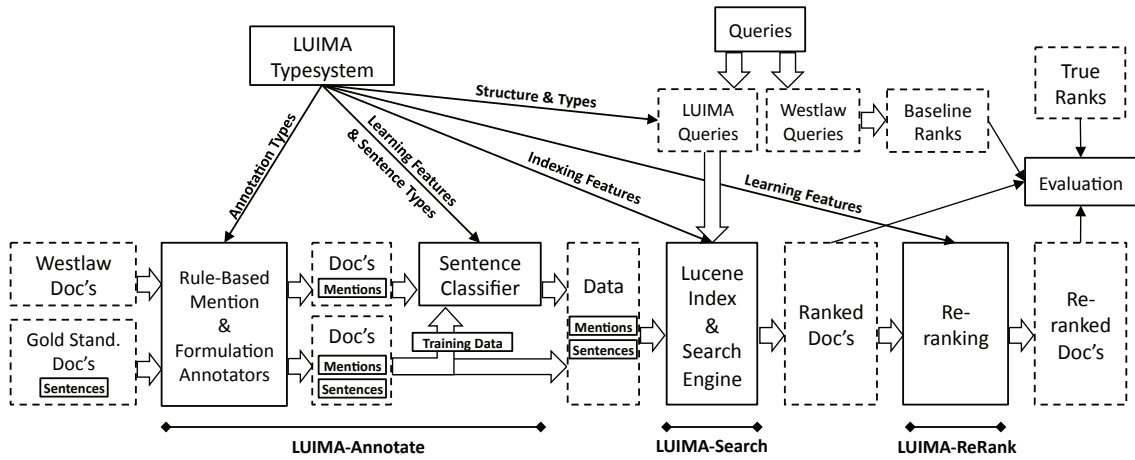 LUIMA
Typesystem
Queries
True
Ranks
Structure & Types
LUIMA
Queries
Westlaw
Queries
Baseline
Ranks
Annotation Types
Learning Features
& Sentence Types
Indexing Features
Learning Features
Evaluation
Westlaw
Doc's
Gold Stand.
Doc's
Sentences
Rule-Based
Mention
&
Formulation
Annotators
Doc's
Mentions
Doc's
Mentions
Sentences
Sentence
Classifier
Training Data
Data
Mentions
Sentences
Lucene
Index
&
Search
Engine
Ranked
Doc's
Re-
ranking
Re-
ranked
Doc's
LUIMA-Annotate
LUIMA-Search
LUIMA-ReRank